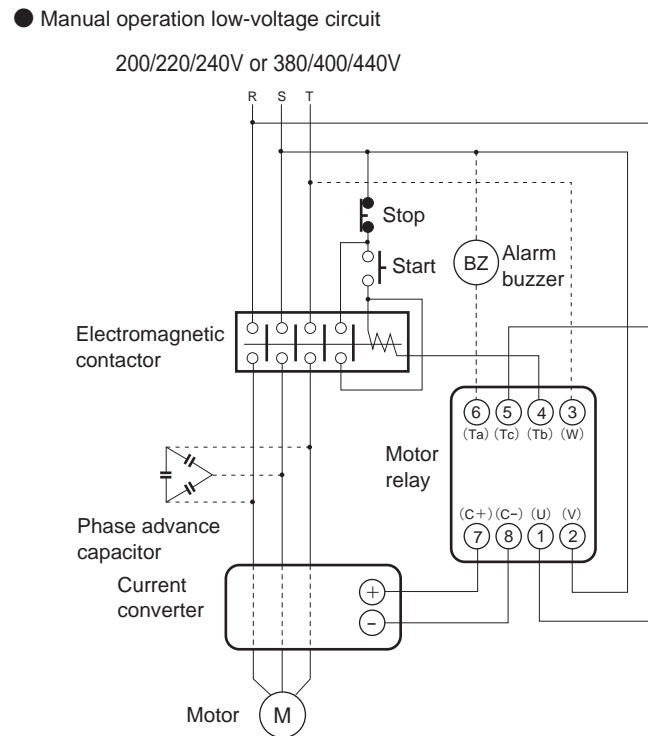 ● Manual operation low-voltage circuit
200/220/240V or 380/400/440V
R S T
Stop
Start
BZ
Alarm
buzzer
Electromagnetic
contactor
6 5 4 3
(Ta) (Tc) (Tb) (W)
Motor
relay
(C+) (C−) (U) (V)
7 8 1 2
Phase advance
capacitor
Current
converter
+
−
Motor
M